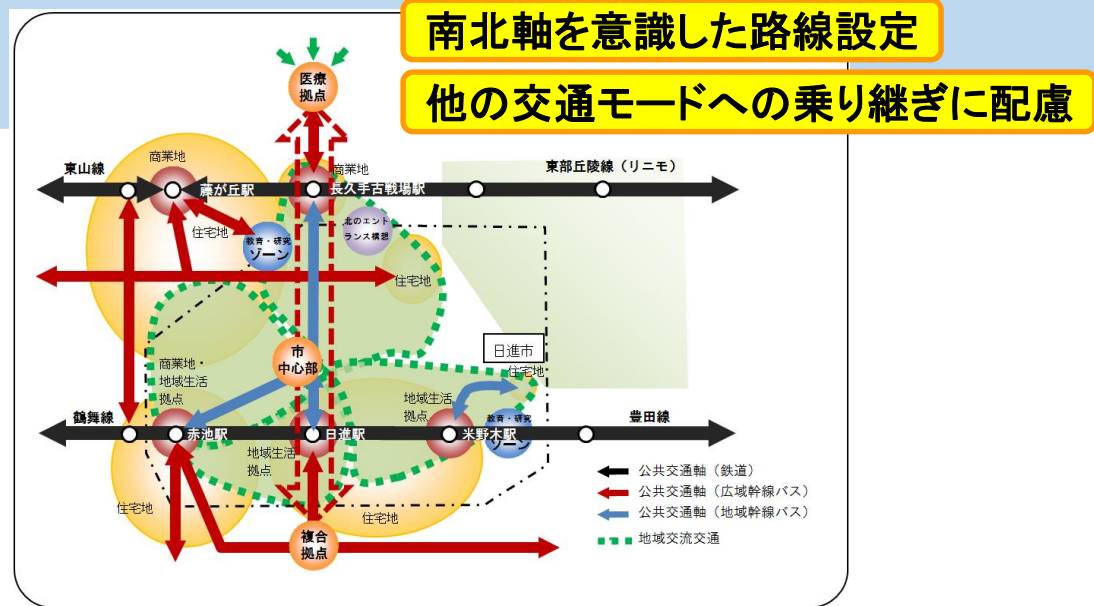 南北軸を意識した路線設定
他の交通モードへの乗り継ぎに配慮
医療
拠点
商業地
商業地
東山線
東部丘陵線（リニモ）
藤が丘駅
長久手古戦場駅
住宅地
教育・研究
ゾーン
北のエント
ランス構想
住宅地
市
中心部
日進市
住宅地
商業地・
地域生活
拠点
地域生活
拠点
教育・研究
ゾーン
鶴舞線
豊田線
赤池駅
日進駅
米野木駅
地域生活
拠点
住宅地
住宅地
複合
拠点
公共交通軸（鉄道）
公共交通軸（広域幹線バス）
公共交通軸（地域幹線バス）
地域交流交通